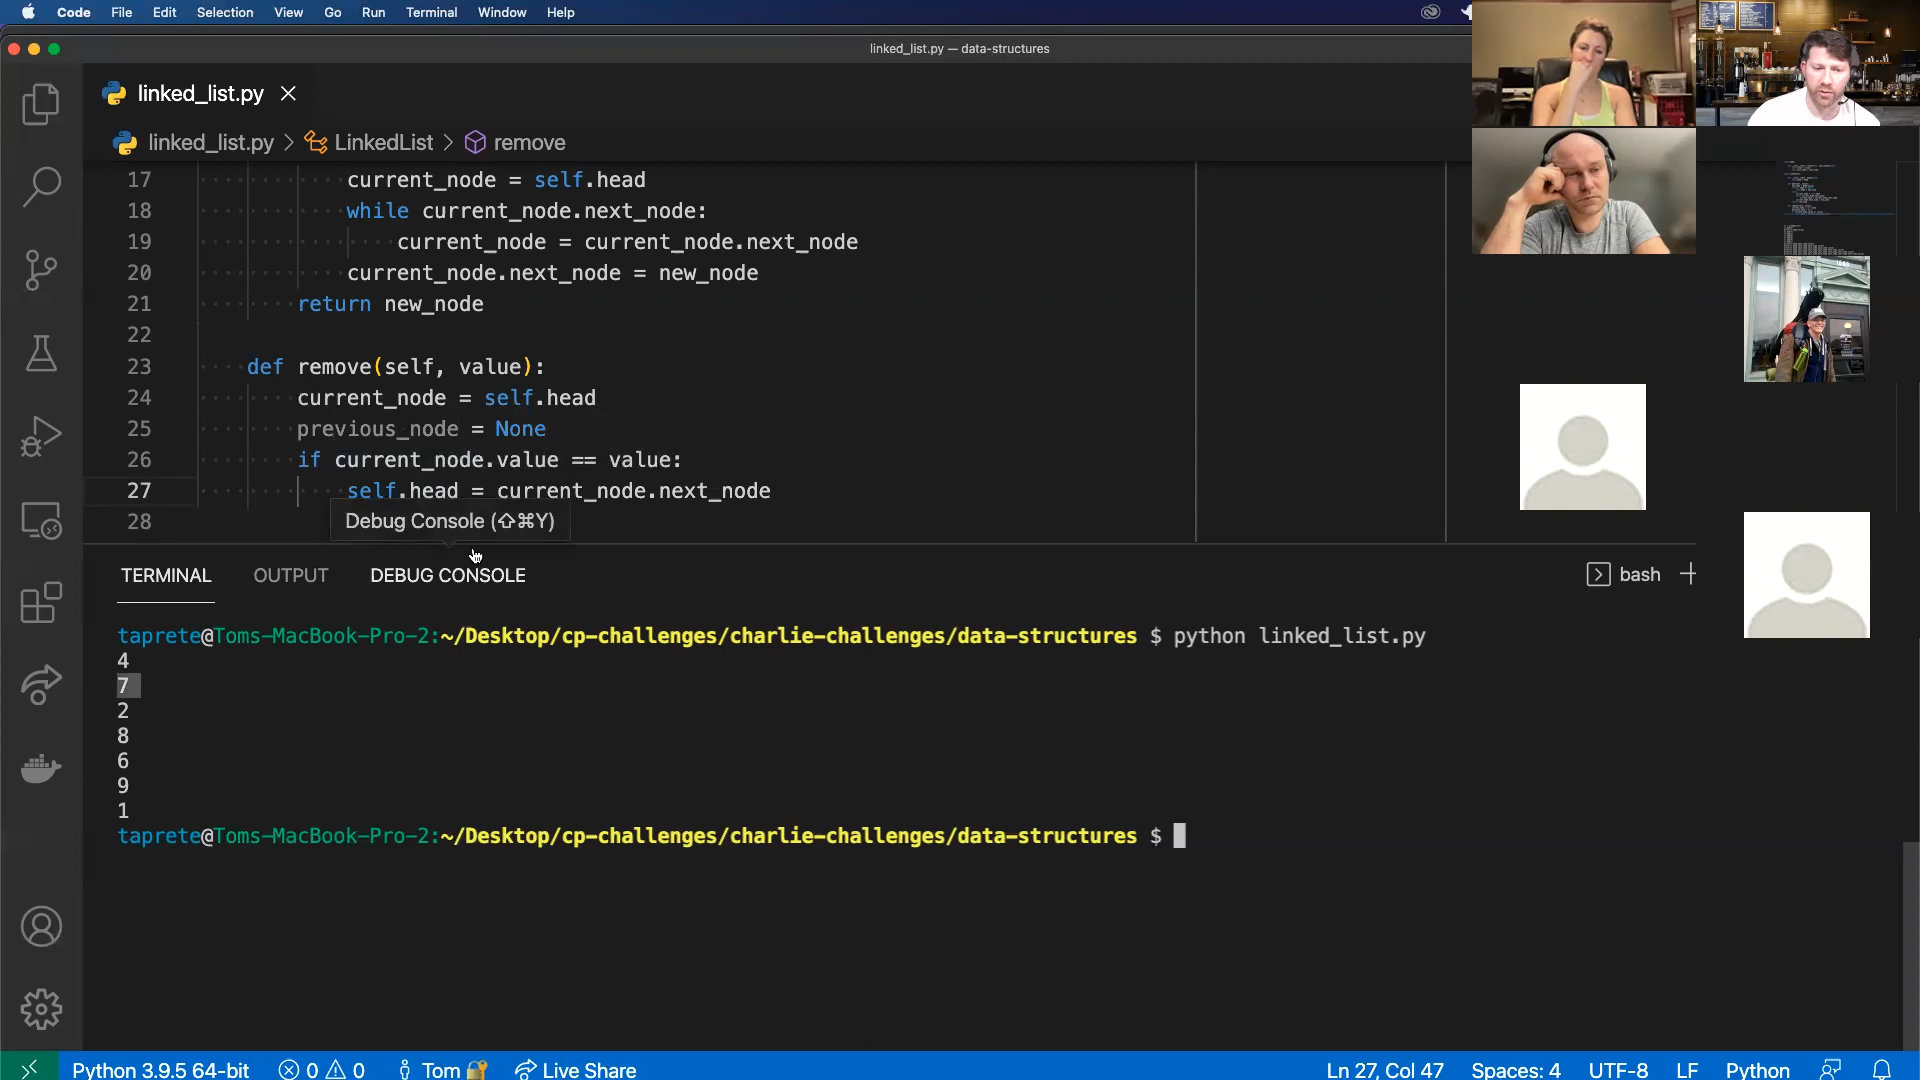 Code File Edit Selection View Go Run Terminal Window Help
linked_list.py — data-structures
linked_list.py
linked_list.py > LinkedList > remove
17 current_node = self.head
18 while current_node.next_node:
19 current_node = current_node.next_node
20 current_node.next_node = new_node
21 return new_node
22
23 def remove(self, value):
24 current_node = self.head
25 previous_node = None
26 if current_node.value == value:
27 self.head = current_node.next_node
28
Debug Console (⇧⌘Y)
TERMINAL OUTPUT DEBUG CONSOLE
bash
taprete@Toms-MacBook-Pro-2:~/Desktop/cp-challenges/charlie-challenges/data-structures $ python linked_list.py
4
7
2
8
6
9
1
taprete@Toms-MacBook-Pro-2:~/Desktop/cp-challenges/charlie-challenges/data-structures $
Python 3.9.5 64-bit 0 0 Tom Live Share Ln 27, Col 47 Spaces: 4 UTF-8 LF Python